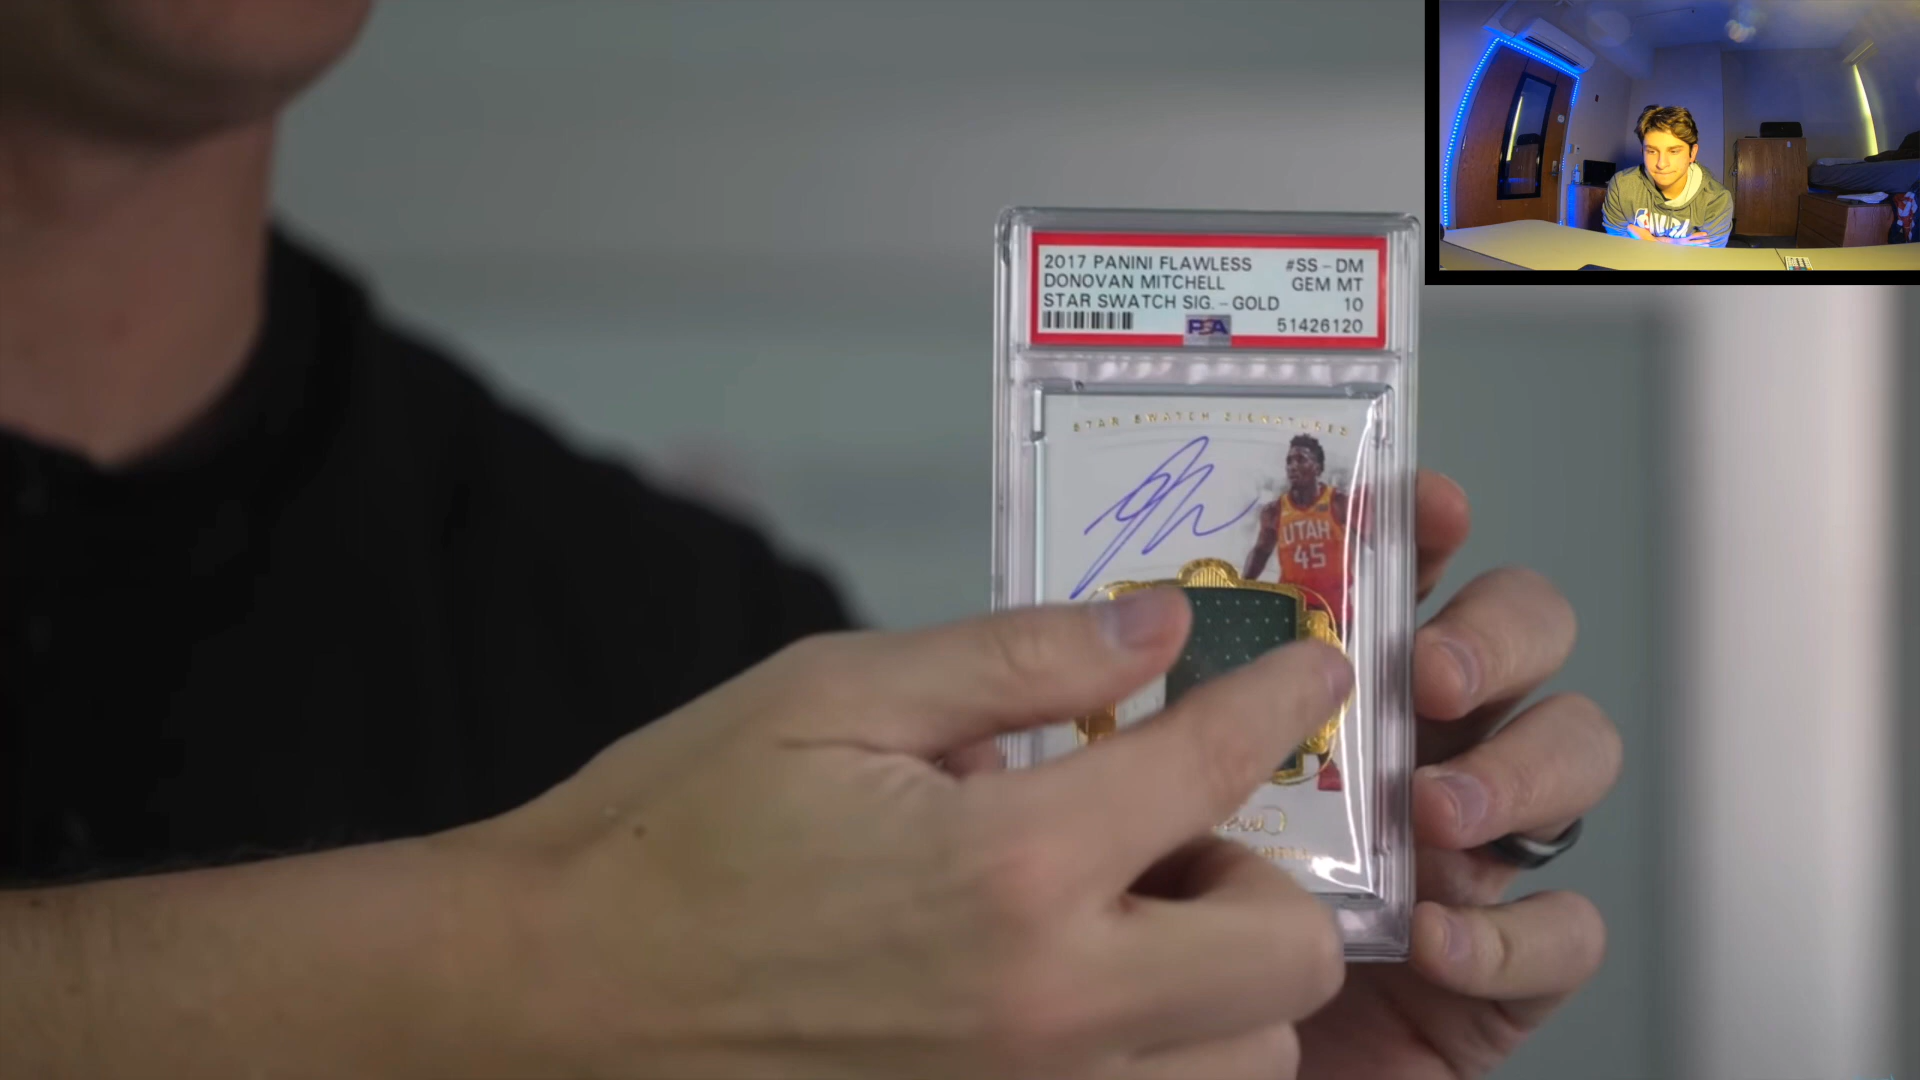 2017 PANINI FLAWLESS #SS-DM
DONOVAN MITCHELL GEM MT
STAR SWATCH SIG.-GOLD 10
PSA 51426120
STAR SWATCH SIGNATURES
UTAH
45